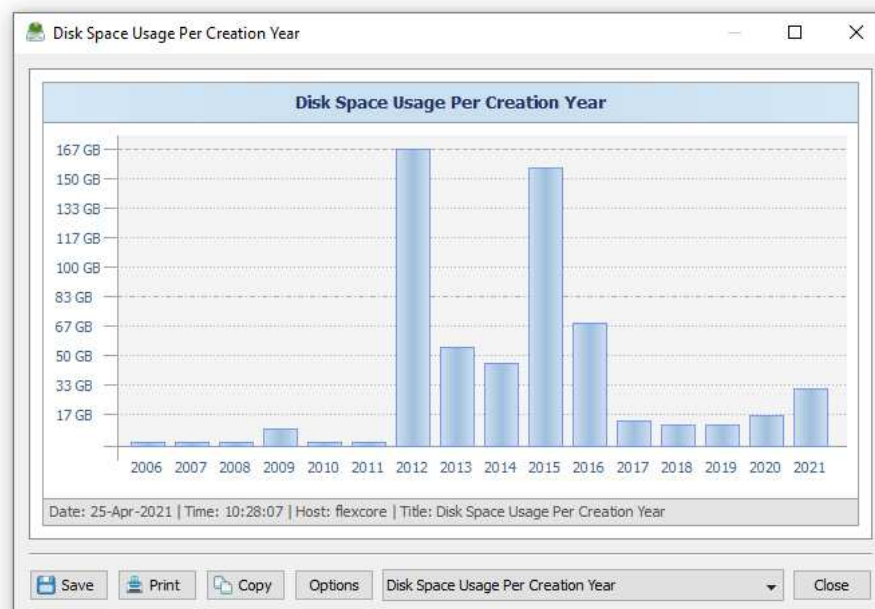 Disk Space Usage Per Creation Year
Disk Space Usage Per Creation Year
167 GB
150 GB
133 GB
117 GB
100 GB
83 GB
67 GB
50 GB
33 GB
17 GB
2006 2007 2008 2009 2010 2011 2012 2013 2014 2015 2016 2017 2018 2019 2020 2021
Date: 25-Apr-2021 | Time: 10:28:07 | Host: flexcore | Title: Disk Space Usage Per Creation Year
Save Print Copy Options Disk Space Usage Per Creation Year Close